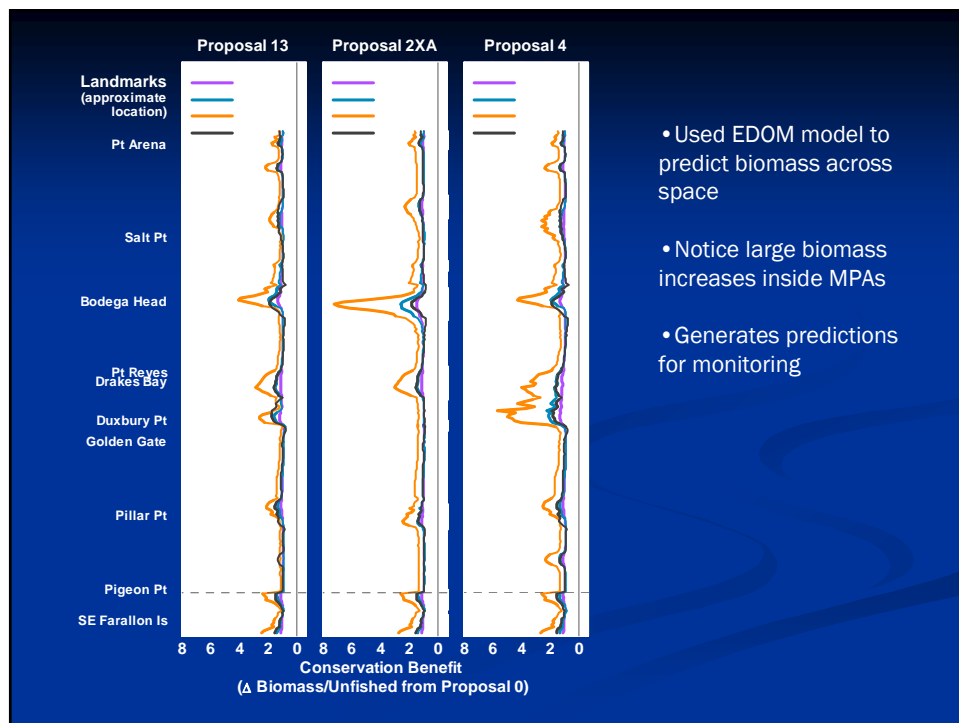 Proposal 13 Proposal 2XA Proposal 4
Landmarks
(approximate
location)
Pt Arena
Salt Pt
Bodega Head
Pt Reyes
Drakes Bay
Duxbury Pt
Golden Gate
Pillar Pt
Pigeon Pt
SE Farallon Is
8 6 4 2 0 8 6 4 2 0 8 6 4 2 0
Conservation Benefit
(Δ Biomass/Unfished from Proposal 0)
•Used EDOM model to
predict biomass across
space
•Notice large biomass
increases inside MPAs
•Generates predictions
for monitoring